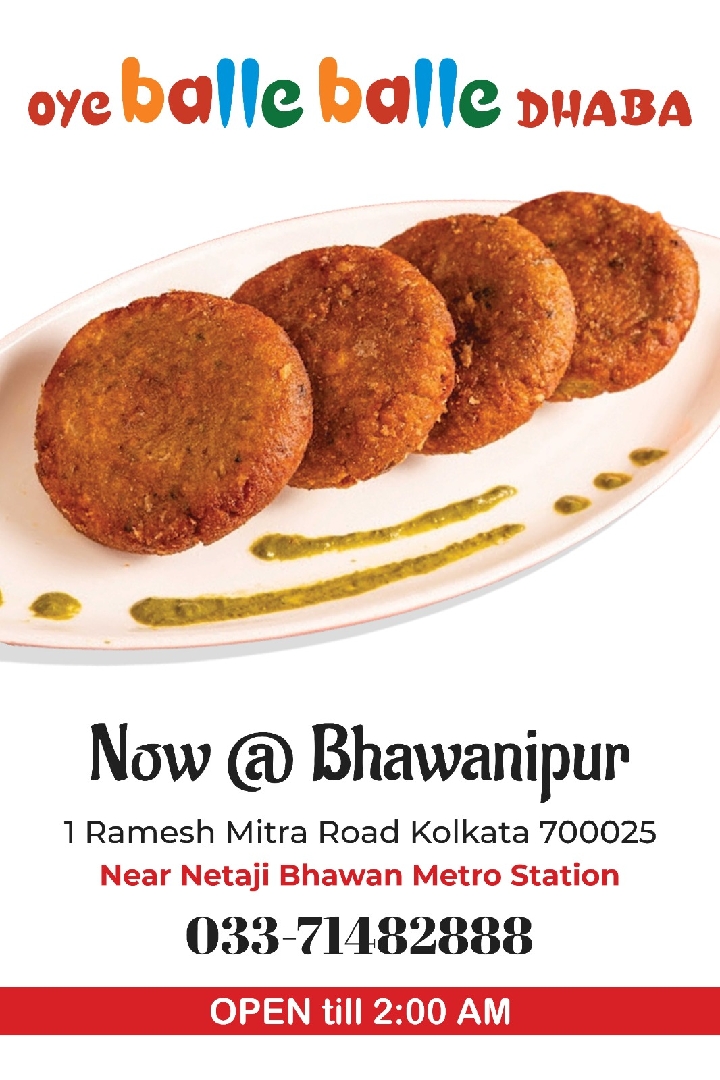 oye balle balle DHABA
Now @ Bhawanipur
1 Ramesh Mitra Road Kolkata 700025
Near Netaji Bhawan Metro Station
033-71482888
OPEN till 2:00 AM